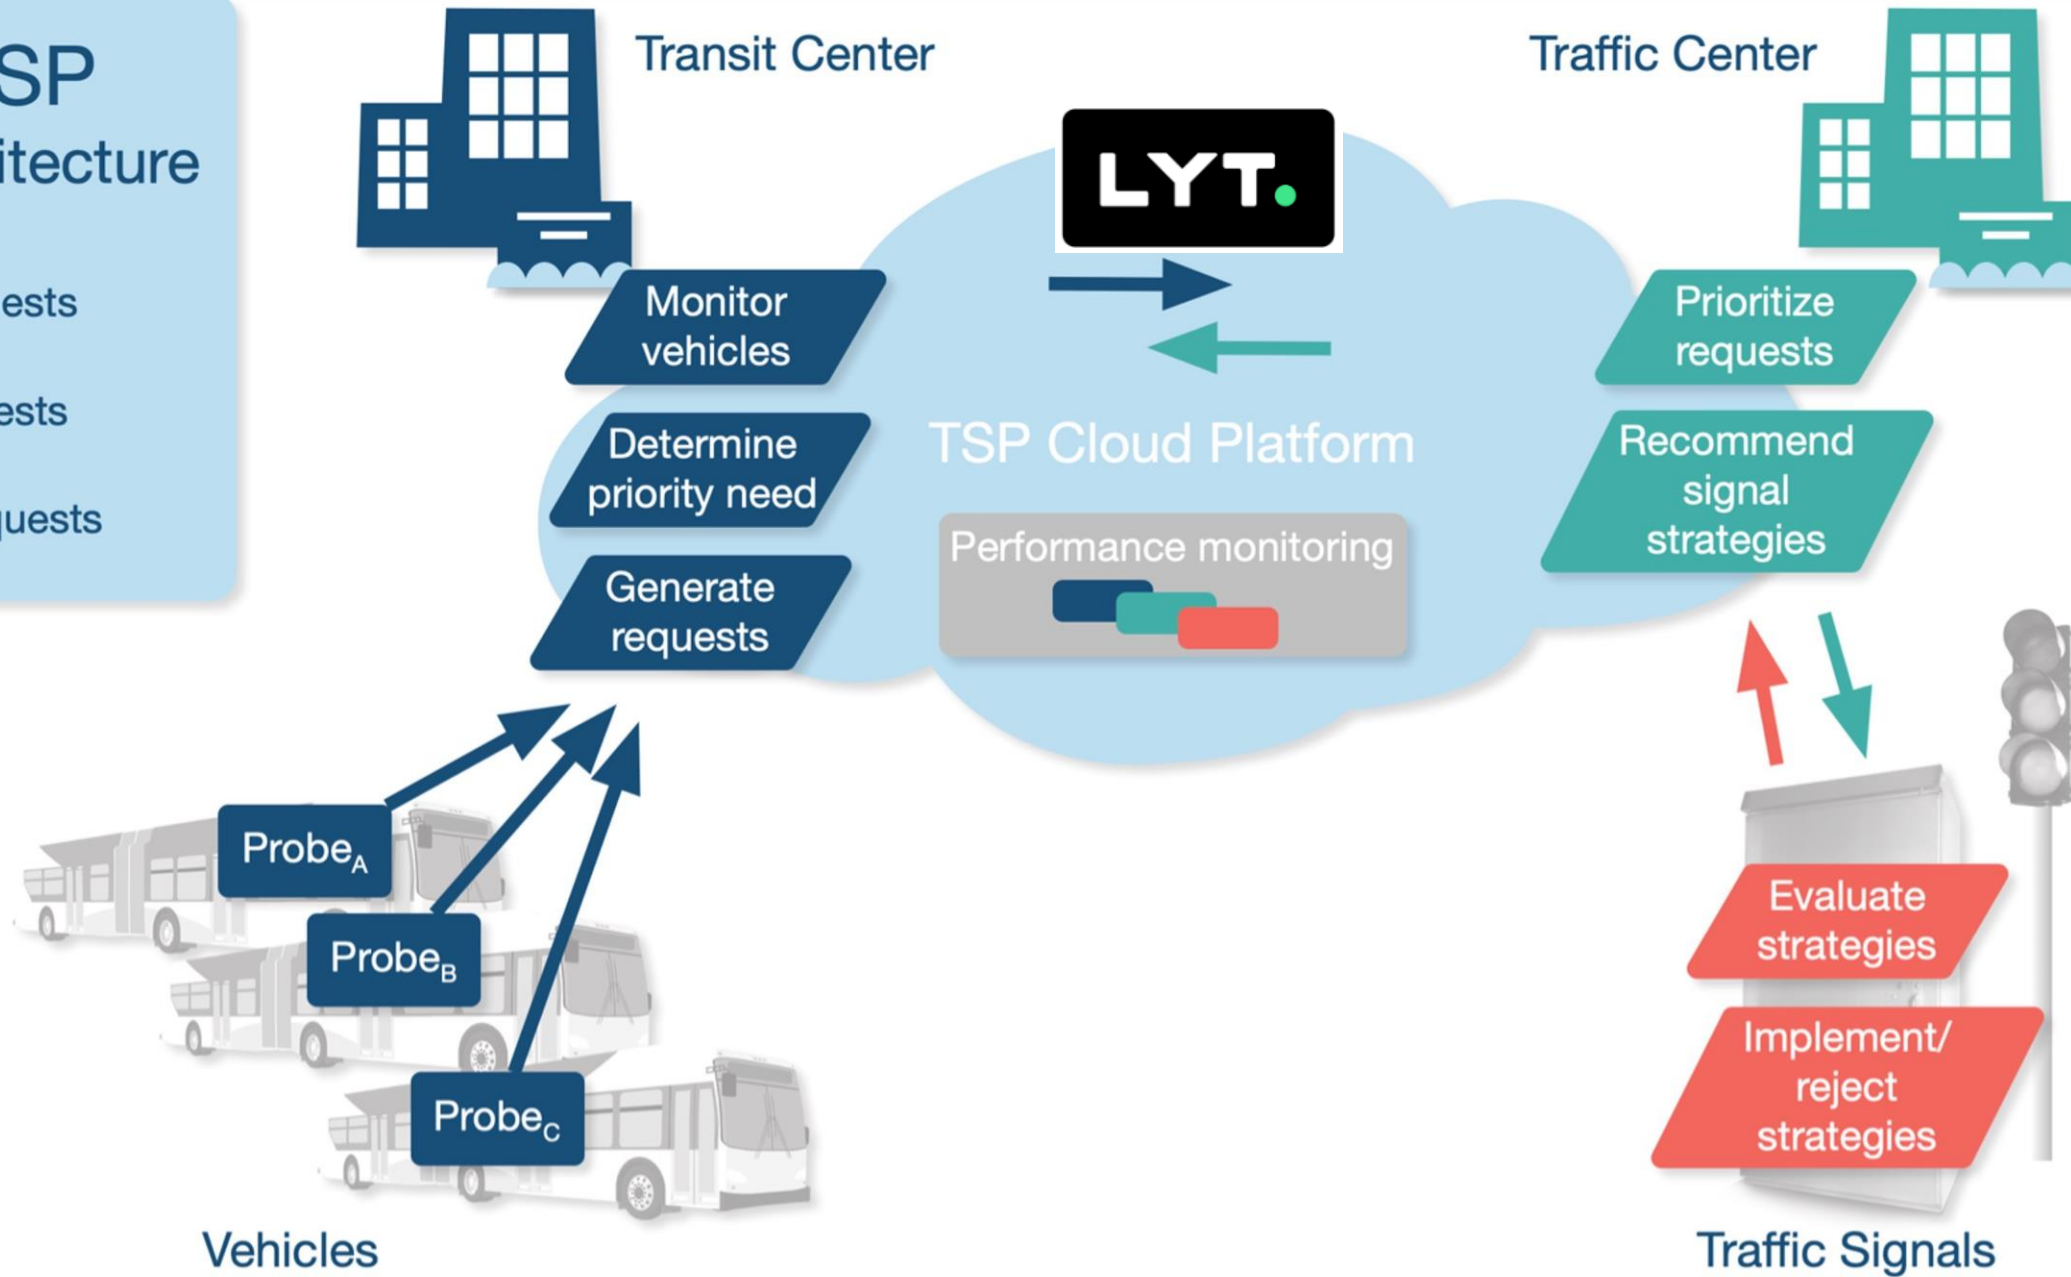 SP
itecture
ests
ests
uests
Transit Center
Traffic Center
LYT.
Monitor
vehicles
Determine
priority need
Generate
requests
TSP Cloud Platform
Performance monitoring
Prioritize
requests
Recommend
signal
strategies
ProbeA
ProbeB
ProbeC
Evaluate
strategies
Implement/
reject
strategies
Vehicles
Traffic Signals